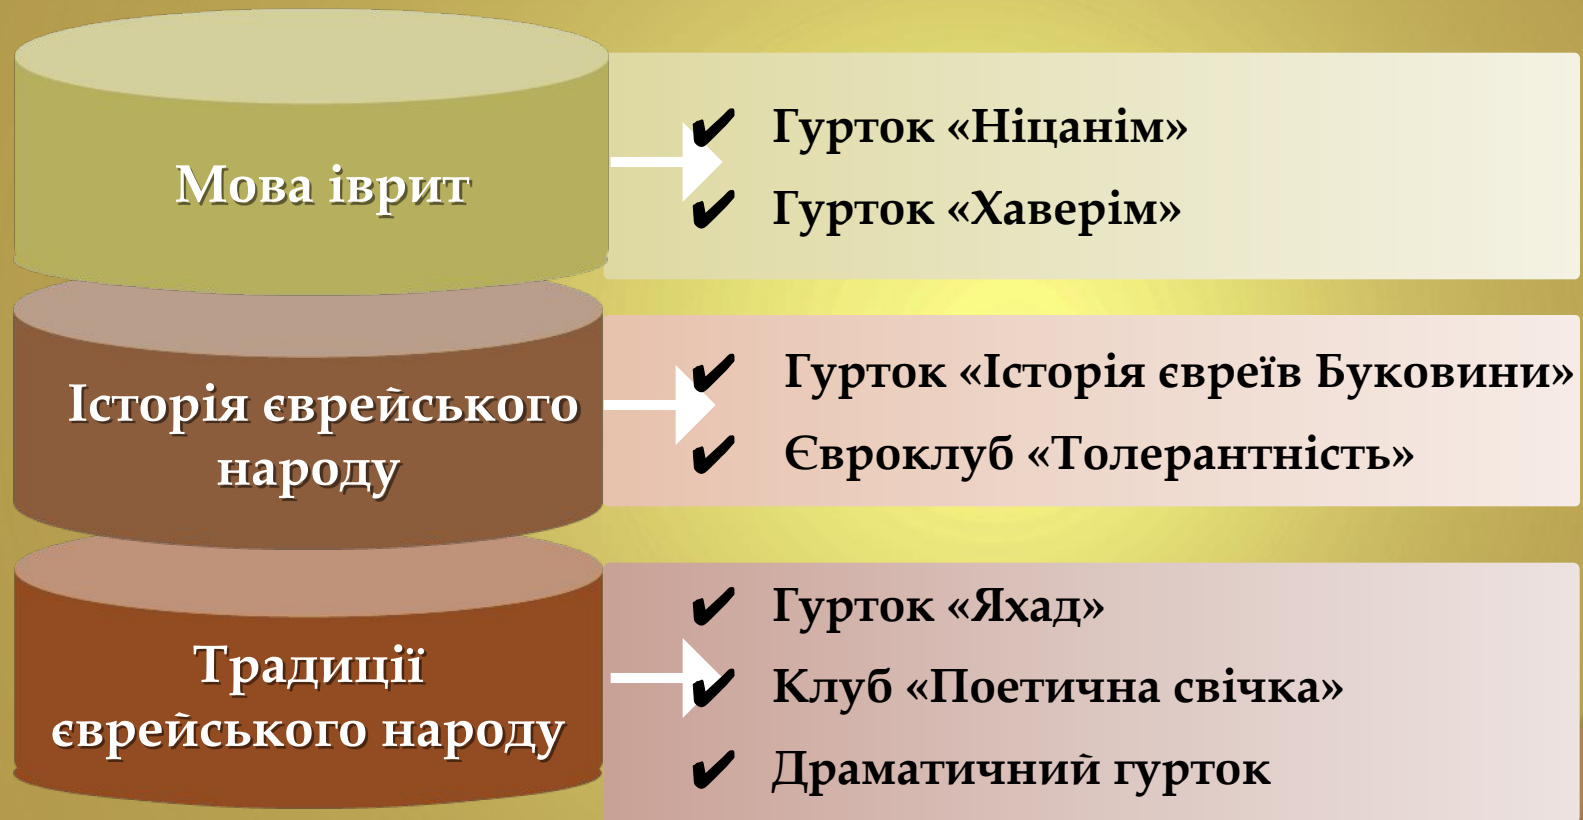 Мова іврит
✔ Гурток «Ніцанім»
✔ Гурток «Хаверім»
Історія єврейського
народу
✔ Гурток «Історія євреїв Буковини»
✔ Євроклуб «Толерантність»
Традиції
єврейського народу
✔ Гурток «Яхад»
✔ Клуб «Поетична свічка»
✔ Драматичний гурток